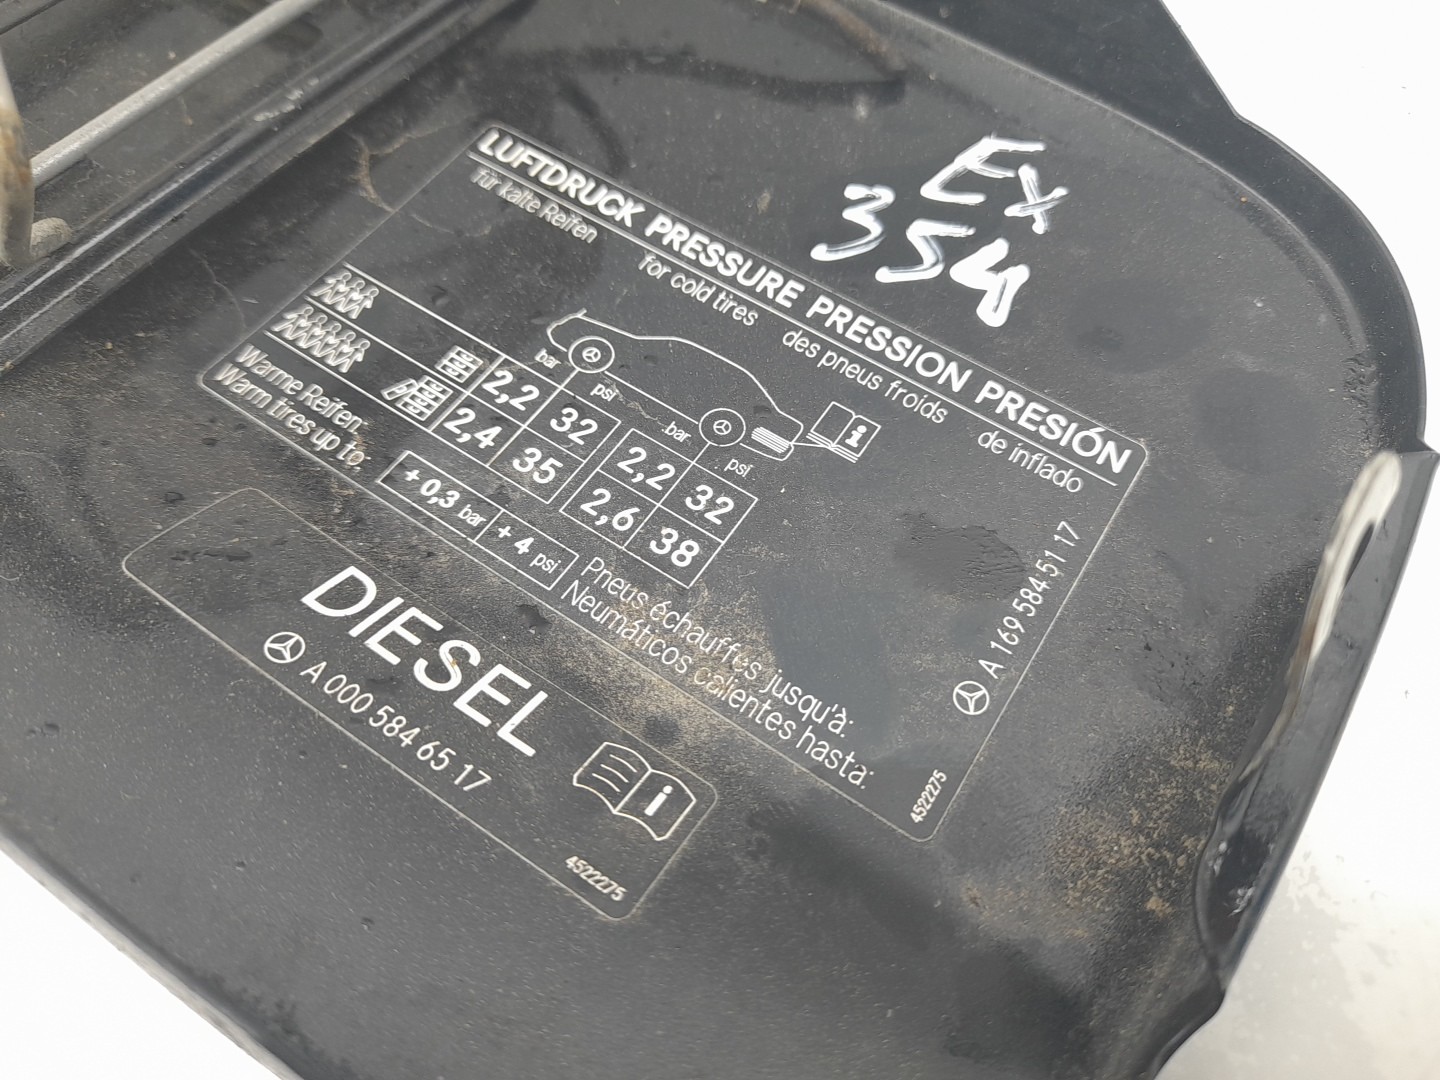 Ex
354
LUFTDRUCK PRESSURE PRESSION PRESIÓN
für kalte Reifen for cold tires des pneus froids de inflado
bar psi bar psi
2,2 32 2,2 32
2,4 35 2,6 38
Warme Reifen:
Warm tires up to:
+ 0,3 bar + 4 psi
Pneus échauffés jusqu'à:
Neumáticos calientes hasta:
A 169 584 51 17
4522275
DIESEL
A 000 584 65 17
i
4522275